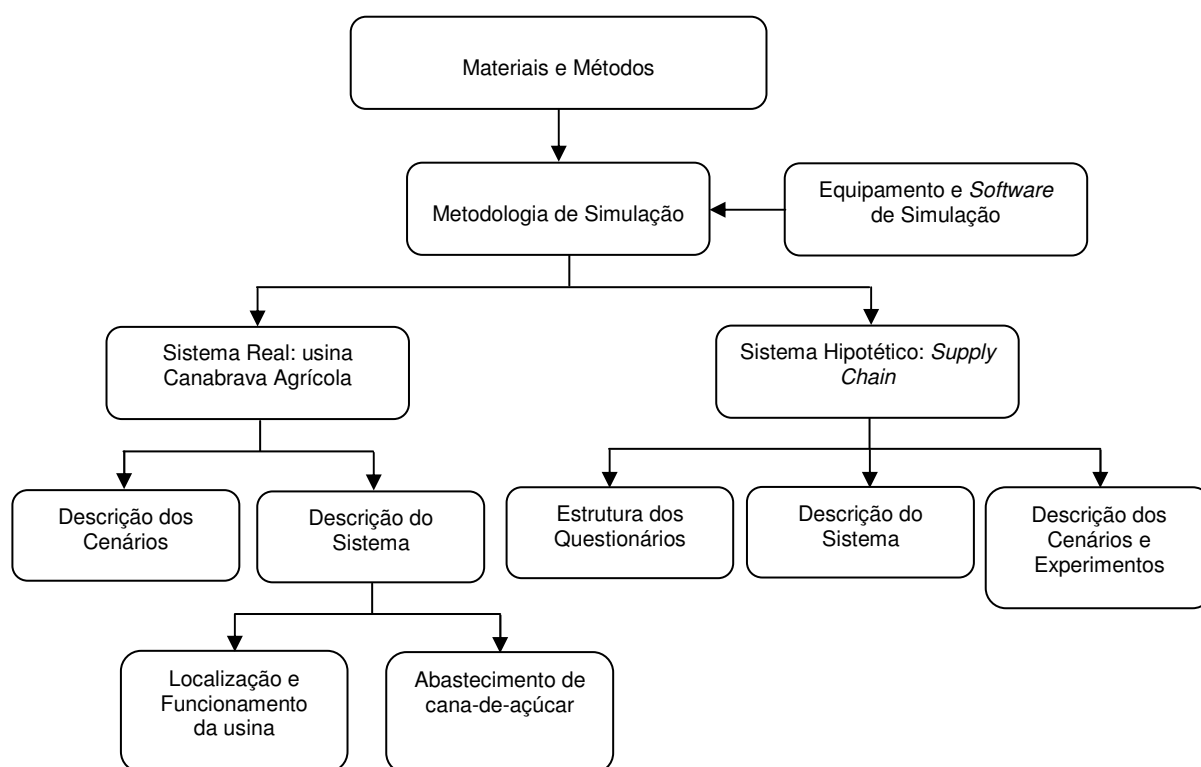 Materiais e Métodos
Metodologia de Simulação
Equipamento e Software
de Simulação
Sistema Real: usina
Canabrava Agrícola
Sistema Hipotético: Supply
Chain
Descrição dos
Cenários
Descrição do
Sistema
Estrutura dos
Questionários
Descrição do
Sistema
Descrição dos
Cenários e
Experimentos
Localização e
Funcionamento
da usina
Abastecimento de
cana-de-açúcar